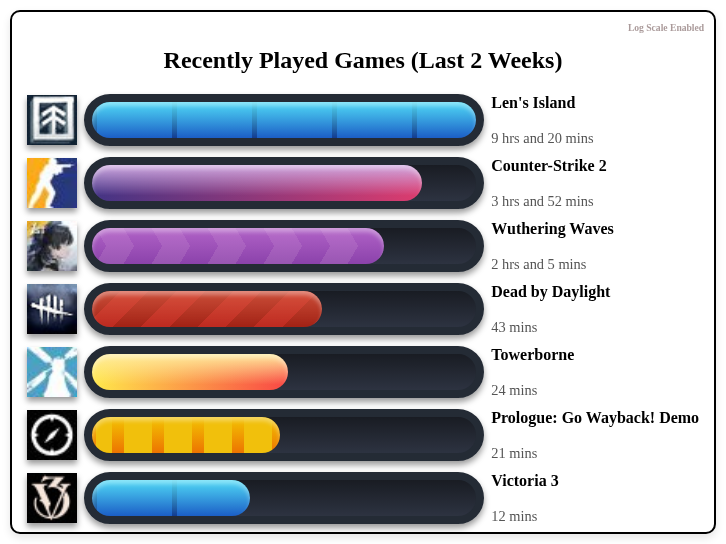 Log Scale Enabled
Recently Played Games (Last 2 Weeks)
Len's Island
9 hrs and 20 mins
Counter-Strike 2
3 hrs and 52 mins
Wuthering Waves
2 hrs and 5 mins
Dead by Daylight
43 mins
Towerborne
24 mins
Prologue: Go Wayback! Demo
21 mins
Victoria 3
12 mins